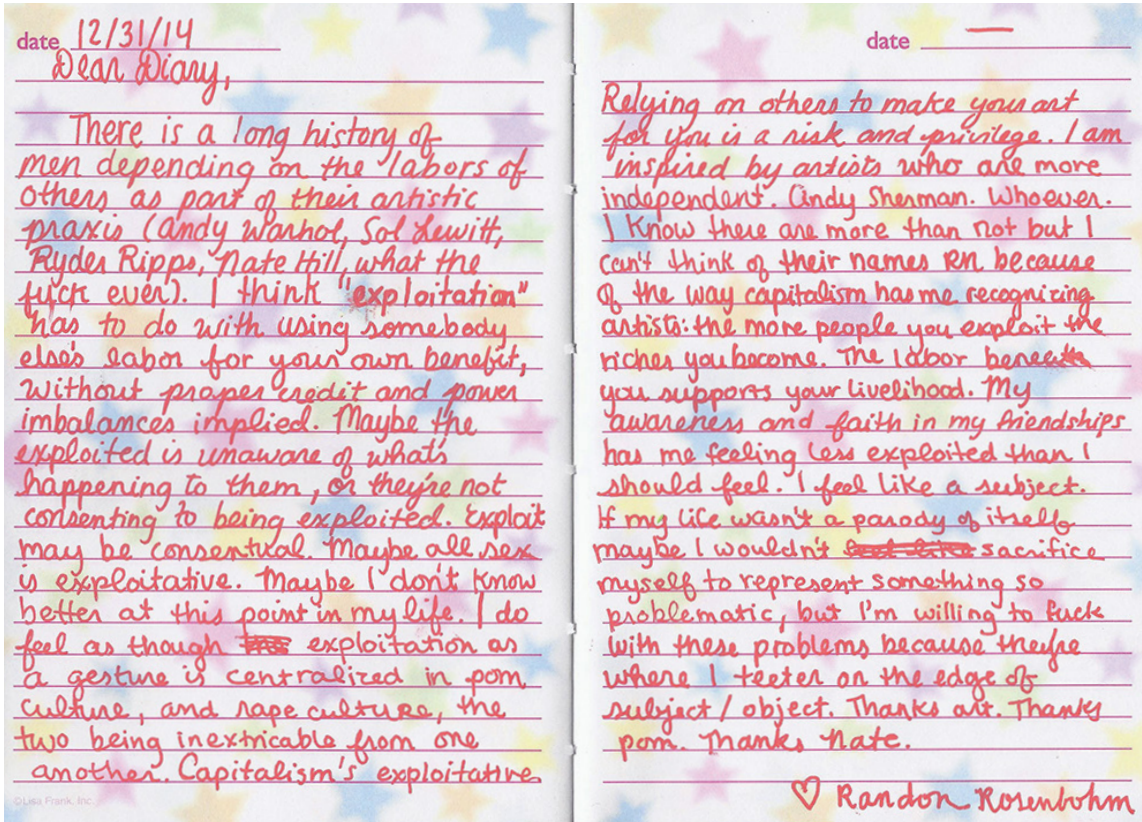 date 12/31/14
Dear Diary,
There is a long history of
men depending on the labors of
others as part of their artistic
praxis (Andy Warhol, Sol Lewitt,
Ryder Ripps, Nate Hill, what the
fuck ever). I think "exploitation"
has to do with using somebody
else's labor for your own benefit,
without proper credit and power
imbalances implied. Maybe the
exploited is unaware of what's
happening to them, or they're not
consenting to being exploited. Exploit
may be consentual. Maybe all sex
is exploitative. Maybe I don't know
better at this point in my life. I do
feel as though exploitation as
a gesture is centralized in porn
culture, and rape culture, the
two being inextricable from one
another. Capitalism's exploitative
©Lisa Frank, Inc.
date —
Relying on others to make your art
for you is a risk and privilege. I am
inspired by artists who are more
independent. Cindy Sherman. Whoever.
I know there are more than not but I
can't think of their names RN because
of the way capitalism has me recognizing
artists: the more people you exploit the
riches you become. The labor beneath
you supports your livelihood. My
awareness and faith in my friendships
has me feeling less exploited than I
should feel. I feel like a subject.
If my life wasn't a parody of itself
maybe I wouldn't sacrifice
myself to represent something so
problematic, but I'm willing to fuck
with these problems because they're
where I teeter on the edge of
subject/object. Thanks art. Thanks
porn. Thanks Nate.
♡ Randon Rosenbohm